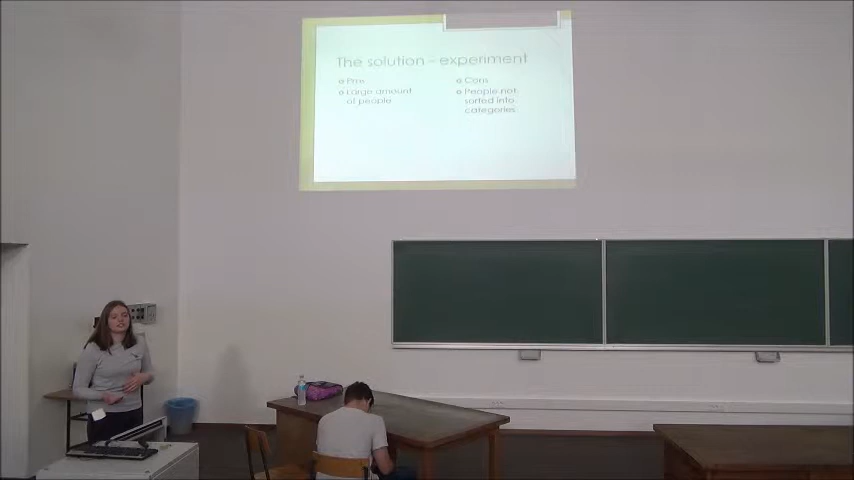 The solution – experiment
Pros
Large amount
of people
Cons
People not
sorted into
categories